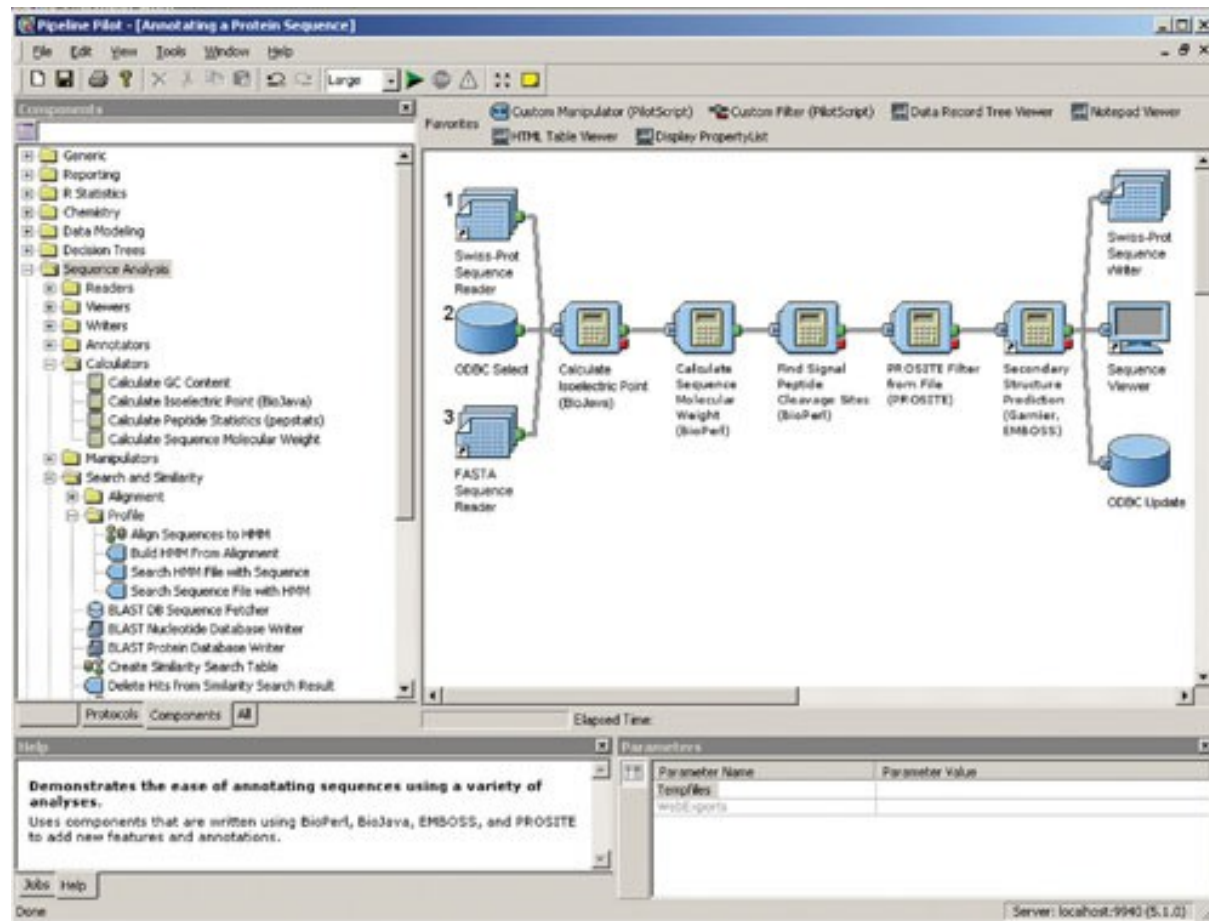 Pipeline Pilot - [Annotating a Protein Sequence]
File Edit View Tools Window Help
Large
Components
Generic
Reporting
R Statistics
Chemistry
Data Modeling
Decision Trees
Sequence Analysis
Readers
Viewers
Writers
Annotators
Calculators
Calculate GC Content
Calculate Isoelectric Point (BioJava)
Calculate Peptide Statistics (pepstats)
Calculate Sequence Molecular Weight
Manipulators
Search and Similarity
Alignment
Profile
Align Sequences to HMM
Build HMM From Alignment
Search HMM File with Sequence
Search Sequence File with HMM
BLAST DB Sequence Fetcher
BLAST Nucleotide Database Writer
BLAST Protein Database Writer
Create Similarity Search Table
Delete Hits from Similarity Search Result
Protocols Components All
Favorites
Custom Manipulator (PilotScript) Custom Filter (PilotScript) Data Record Tree Viewer Notepad Viewer
HTML Table Viewer Display PropertyList
1
Swiss-Prot
Sequence
Reader
2
ODBC Select
3
FASTA
Sequence
Reader
Calculate
Isoelectric Point
(BioJava)
Calculate
Sequence
Molecular
Weight
(BioPerl)
Find Signal
Peptide
Cleavage Sites
(BioPerl)
PROSITE Filter
from File
(PROSITE)
Secondary
Structure
Prediction
(Garnier,
EMBOSS)
Swiss-Prot
Sequence
Writer
Sequence
Viewer
ODBC Update
Elapsed Time:
Help
Demonstrates the ease of annotating sequences using a variety of
analyses.
Uses components that are written using BioPerl, BioJava, EMBOSS, and PROSITE
to add new features and annotations.
Jobs Help
Parameters
Parameter Name Parameter Value
Tempfiles
WebExports
Done
Server: localhost:9940 (5.1.0)